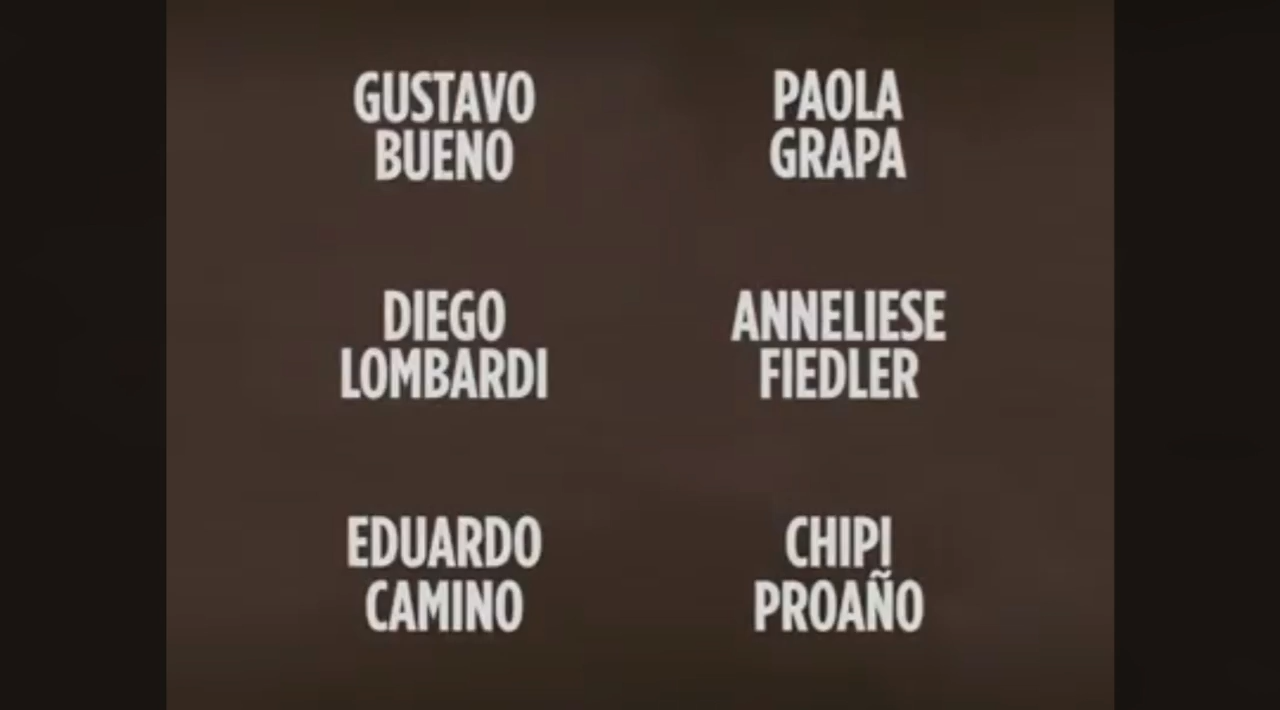 GUSTAVO
BUENO
PAOLA
GRAPA
DIEGO
LOMBARDI
ANNELIESE
FIEDLER
EDUARDO
CAMINO
CHIPI
PROAÑO